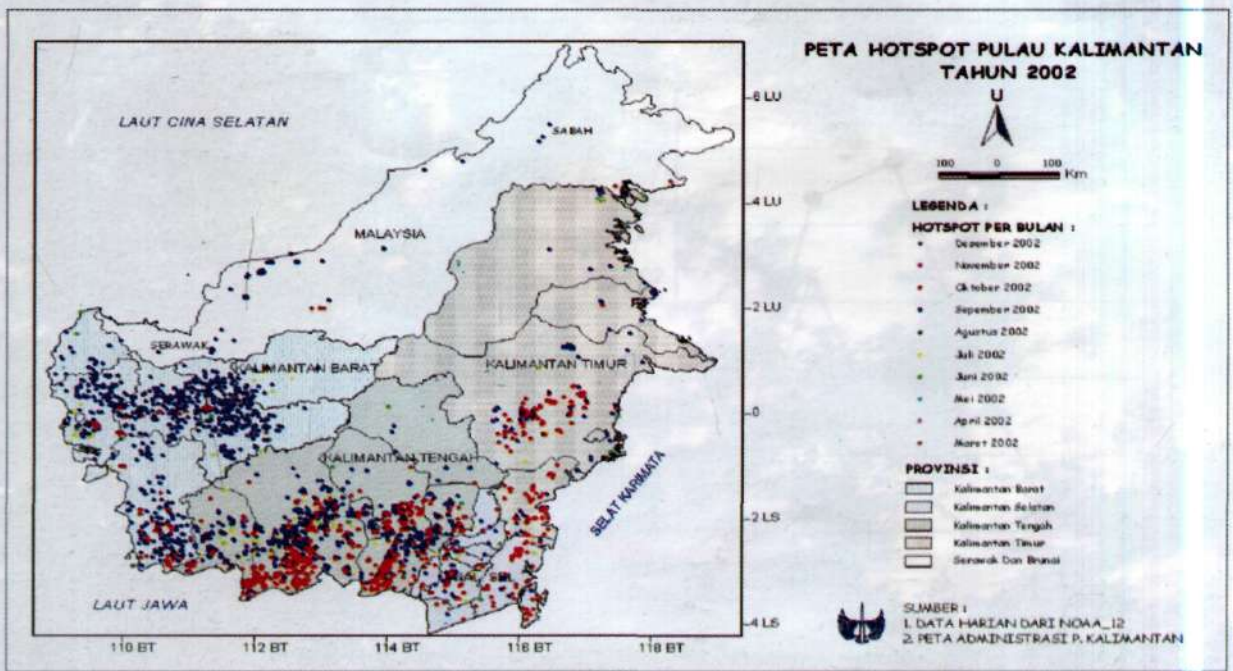 PETA HOTSPOT PULAU KALIMANTAN
TAHUN 2002
U
100 0 100
Km
LEGENDA :
HOTSPOT PER BULAN :
Desember 2002
November 2002
Oktober 2002
Sepember 2002
Agustus 2002
Juli 2002
Juni 2002
Mei 2002
April 2002
Maret 2002
PROVINSI :
Kalimantan Barat
Kalimantan Selatan
Kalimantan Tengah
Kalimantan Timur
Serawak Dan Brunai
SUMBER :
1. DATA HARIAN DARI NOAA_12
2. PETA ADMINISTRASI P. KALIMANTAN
LAUT CINA SELATAN
SABAH
MALAYSIA
SERAWAK
KALIMANTAN BARAT
KALIMANTAN TIMUR
KALIMANTAN TENGAH
SELAT KARIMATA
LAUT JAWA
6 LU
4 LU
2 LU
0
2 LS
4 LS
110 BT
112 BT
114 BT
116 BT
118 BT